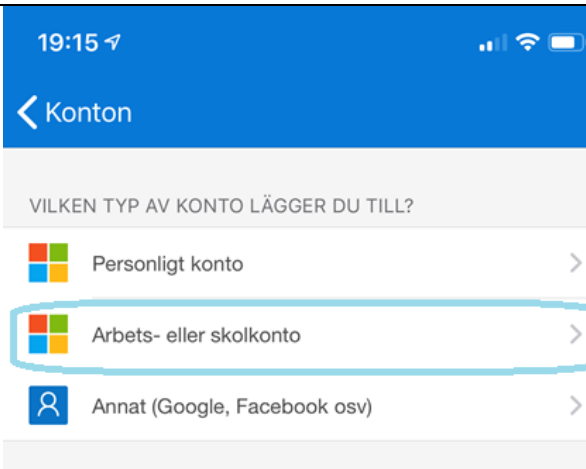 19:15
Konton
VILKEN TYP AV KONTO LÄGGER DU TILL?
Personligt konto
Arbets- eller skolkonto
Annat (Google, Facebook osv)